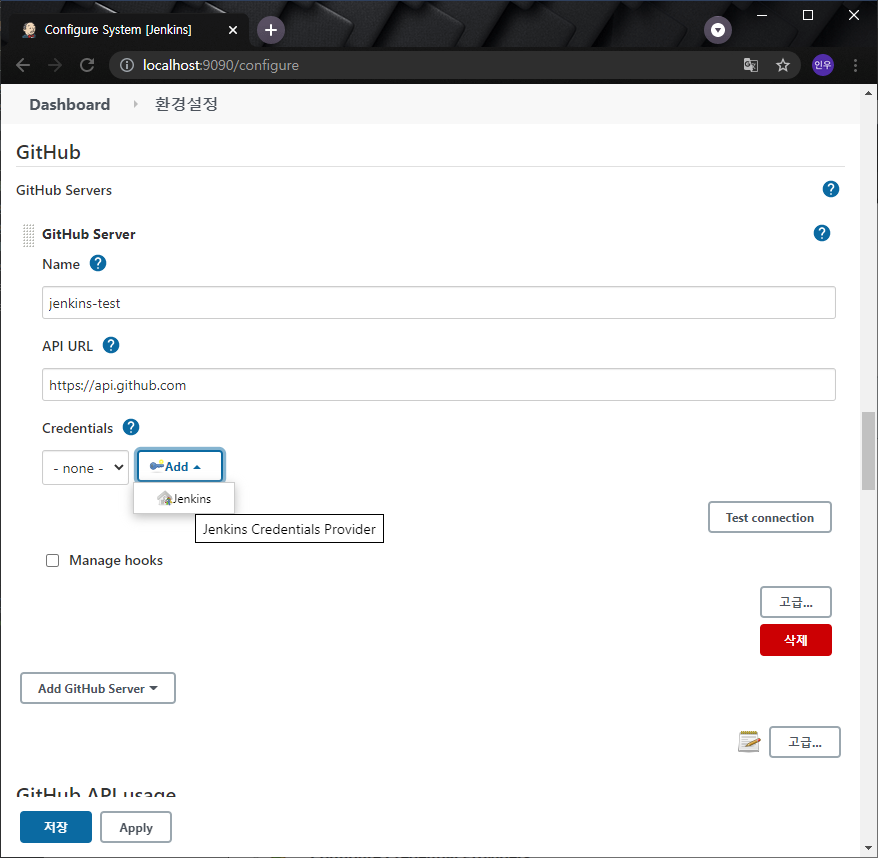 Configure System [Jenkins]
localhost:9090/configure
인우
Dashboard 환경설정
GitHub
GitHub Servers
GitHub Server
Name
jenkins-test
API URL
https://api.github.com
Credentials
- none - Add
Jenkins
Jenkins Credentials Provider
Test connection
Manage hooks
고급...
삭제
Add GitHub Server
고급...
GitHub API usage
저장 Apply